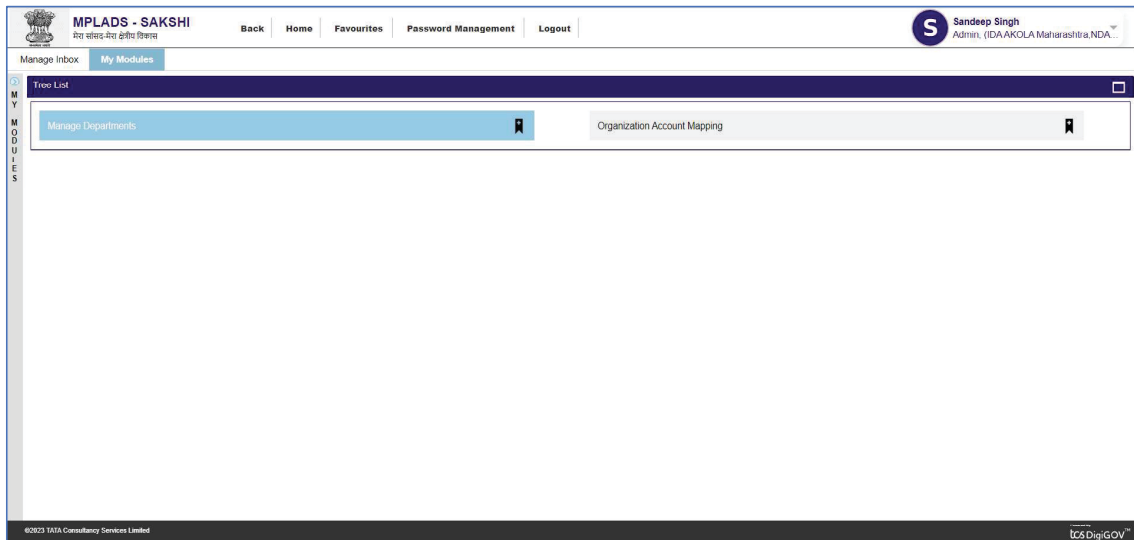 MPLADS - SAKSHI
मेरा सांसद-मेरा क्षेत्रीय विकास
Back Home Favourites Password Management Logout
S
Sandeep Singh
Admin, (IDA AKOLA Maharashtra,NDA...
Manage Inbox My Modules
MY MODULES
Tree List
Manage Departments
Organization Account Mapping
©2023 TATA Consultancy Services Limited
tcs DigiGOV™